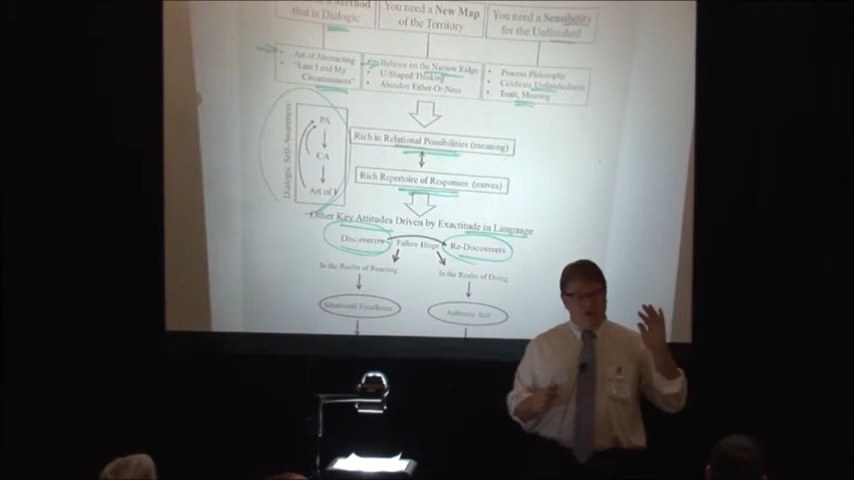 Method
that is Dialogic
You need a New Map
of the Territory
You need a Sensibility
for the Unfinished
Art of Abstracting
"I am I and My
Circumstances"
Balance on the Narrow Ridge
U-Shaped Thinking
Abandon Either-Or-Ness
Process Philosophy
Celebrate Unfinishedness
Truth, Meaning
Dialogic Self-Awareness
PA
CA
Art of
Rich in Relational Possibilities (meaning)
Rich Repertoire of Responses (moves)
Other Key Attitudes Driven by Exactitude in Language
Discoverers
Failure Hinge
Re-Discoverers
In the Realm of Reacting
In the Realm of Doing
Situational Excellence
Authentic Self